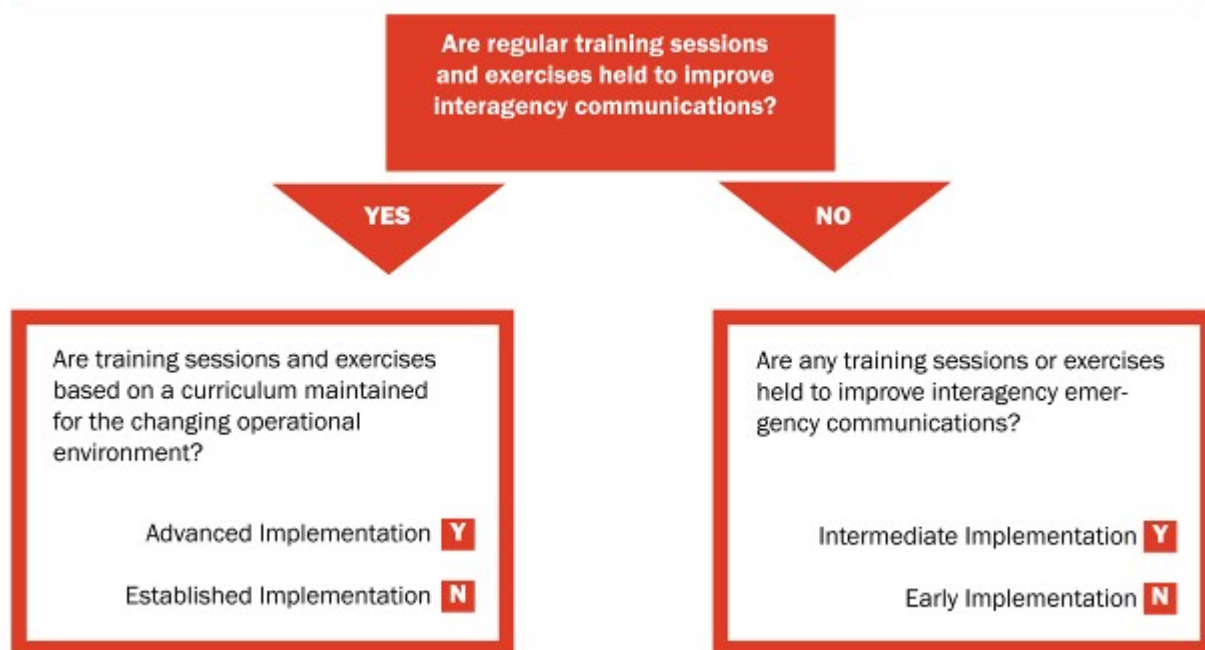 Are regular training sessions
and exercises held to improve
interagency communications?
YES
NO
Are training sessions and exercises
based on a curriculum maintained
for the changing operational
environment?
Advanced Implementation Y
Established Implementation N
Are any training sessions or exercises
held to improve interagency emer-
gency communications?
Intermediate Implementation Y
Early Implementation N